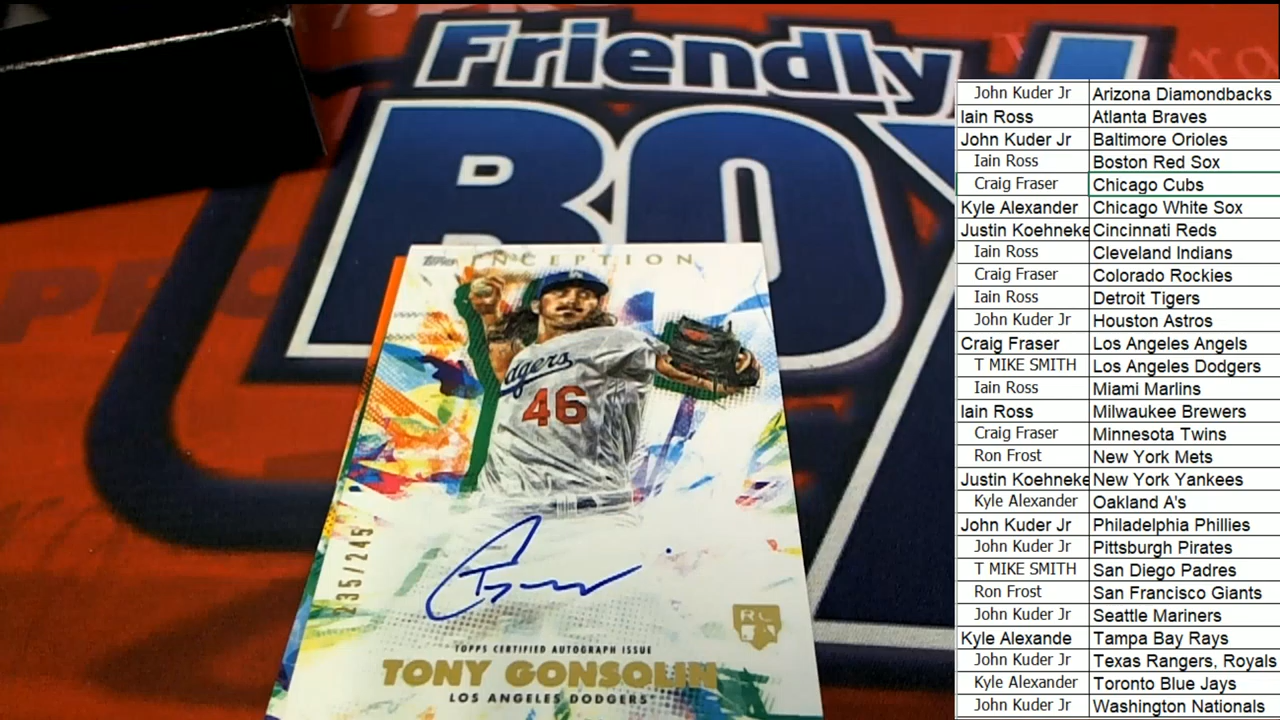 Friendly
BO
topps INCEPTION
Dodgers
46
235/245
TOPPS CERTIFIED AUTOGRAPH ISSUE
RC
TONY GONSOLIN
LOS ANGELES DODGERS
John Kuder Jr Arizona Diamondbacks
Iain Ross Atlanta Braves
John Kuder Jr Baltimore Orioles
Iain Ross Boston Red Sox
Craig Fraser Chicago Cubs
Kyle Alexander Chicago White Sox
Justin Koehneke Cincinnati Reds
Iain Ross Cleveland Indians
Craig Fraser Colorado Rockies
Iain Ross Detroit Tigers
John Kuder Jr Houston Astros
Craig Fraser Los Angeles Angels
T MIKE SMITH Los Angeles Dodgers
Iain Ross Miami Marlins
Iain Ross Milwaukee Brewers
Craig Fraser Minnesota Twins
Ron Frost New York Mets
Justin Koehneke New York Yankees
Kyle Alexander Oakland A's
John Kuder Jr Philadelphia Phillies
John Kuder Jr Pittsburgh Pirates
T MIKE SMITH San Diego Padres
Ron Frost San Francisco Giants
John Kuder Jr Seattle Mariners
Kyle Alexande Tampa Bay Rays
John Kuder Jr Texas Rangers, Royals
Kyle Alexander Toronto Blue Jays
John Kuder Jr Washington Nationals